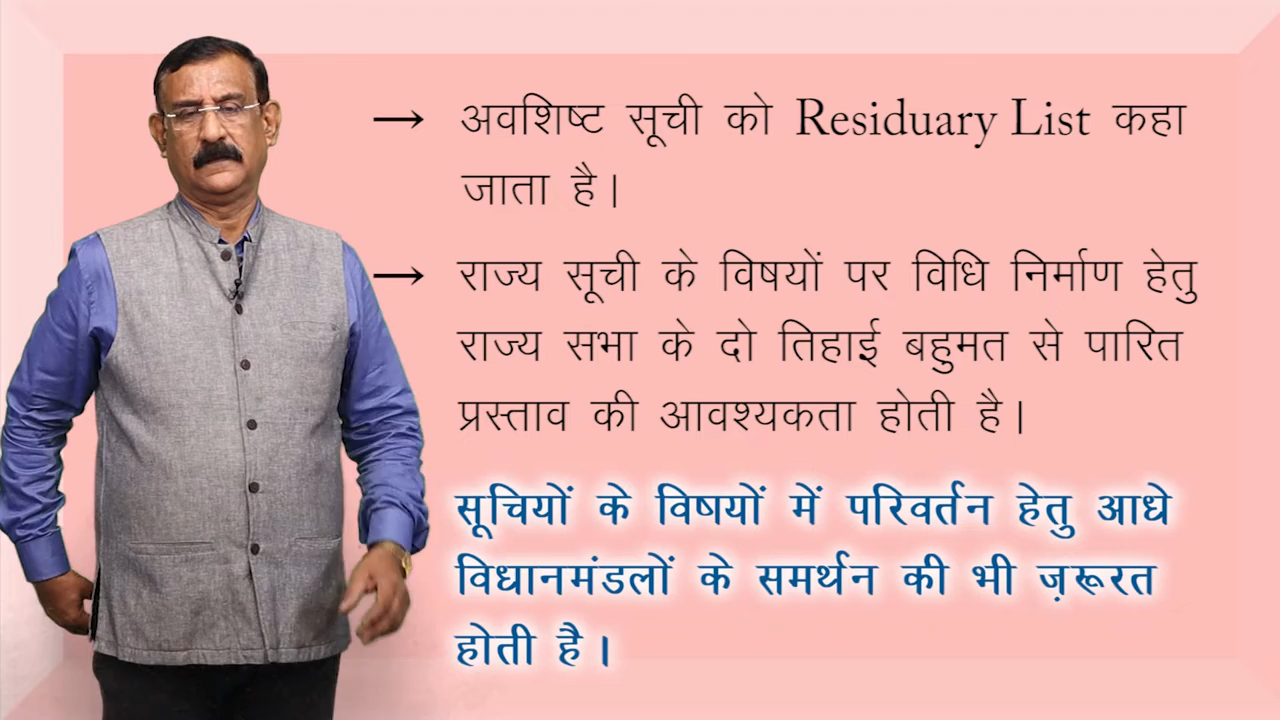 → अवशिष्ट सूची को Residuary List कहा
जाता है।
→ राज्य सूची के विषयों पर विधि निर्माण हेतु
राज्य सभा के दो तिहाई बहुमत से पारित
प्रस्ताव की आवश्यकता होती है।
सूचियों के विषयों में परिवर्तन हेतु आधे
विधानमंडलों के समर्थन की भी ज़रूरत
होती है।